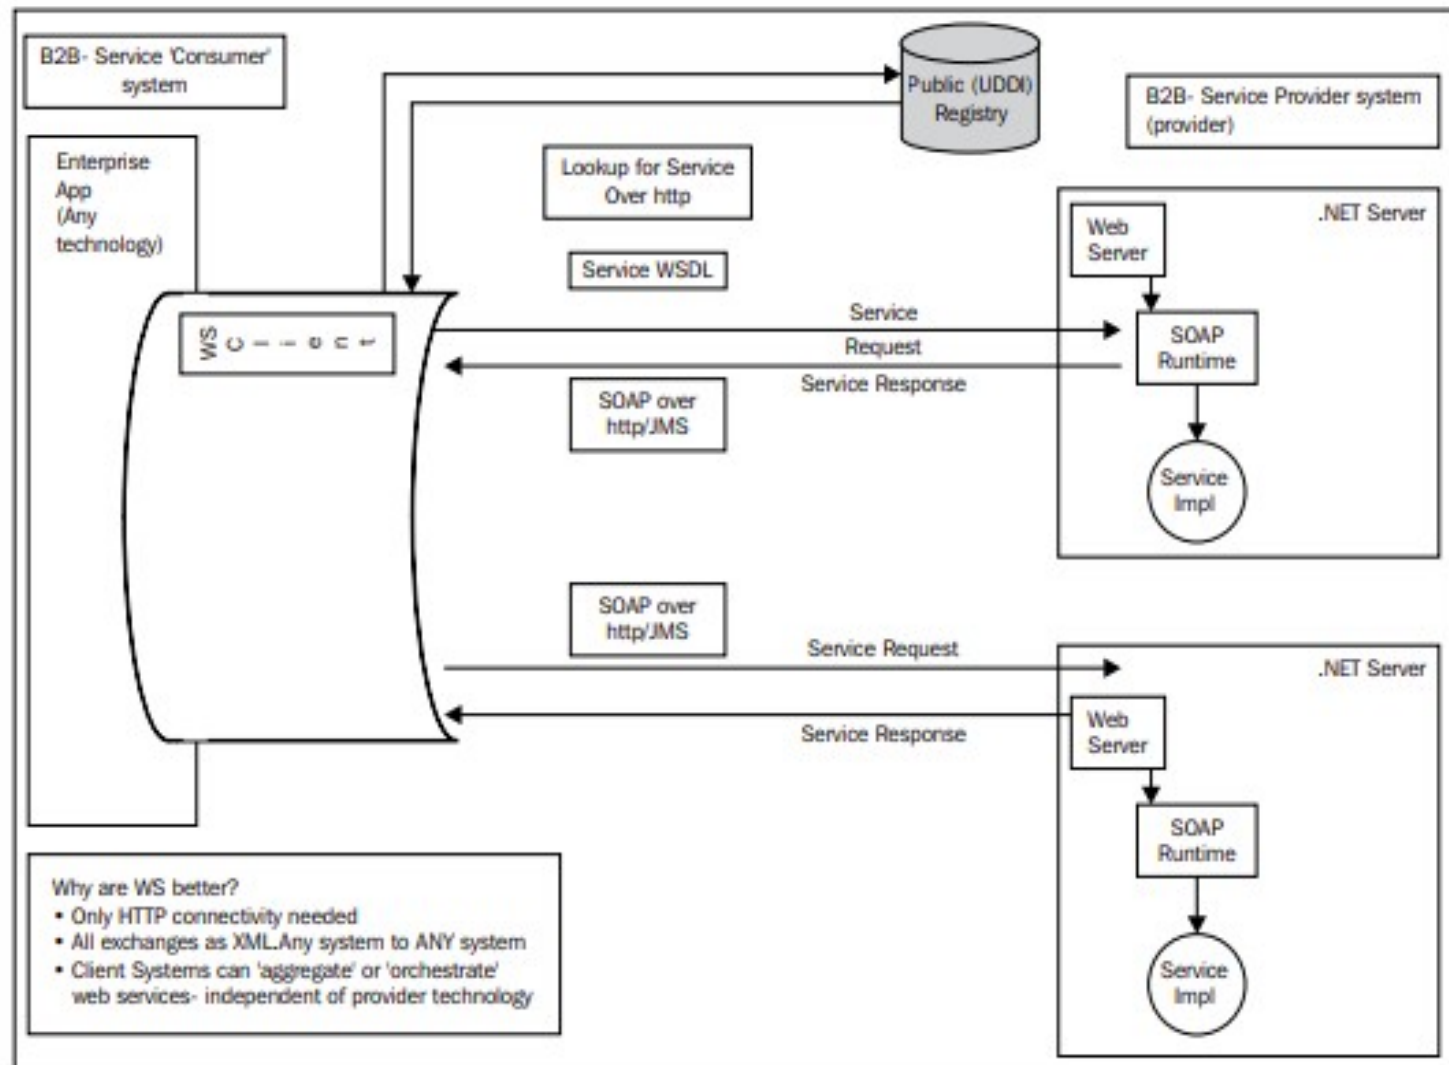 B2B- Service 'Consumer'
system
Public (UDDI)
Registry
B2B- Service Provider system
(provider)
Enterprise
App
(Any
technology)
Lookup for Service
Over http
Service WSDL
WS
Client
Service
Request
Service Response
SOAP over
http/JMS
.NET Server
Web
Server
SOAP
Runtime
Service
Impl
SOAP over
http/JMS
Service Request
Service Response
.NET Server
Web
Server
SOAP
Runtime
Service
Impl
Why are WS better?
• Only HTTP connectivity needed
• All exchanges as XML.Any system to ANY system
• Client Systems can 'aggregate' or 'orchestrate'
web services- independent of provider technology